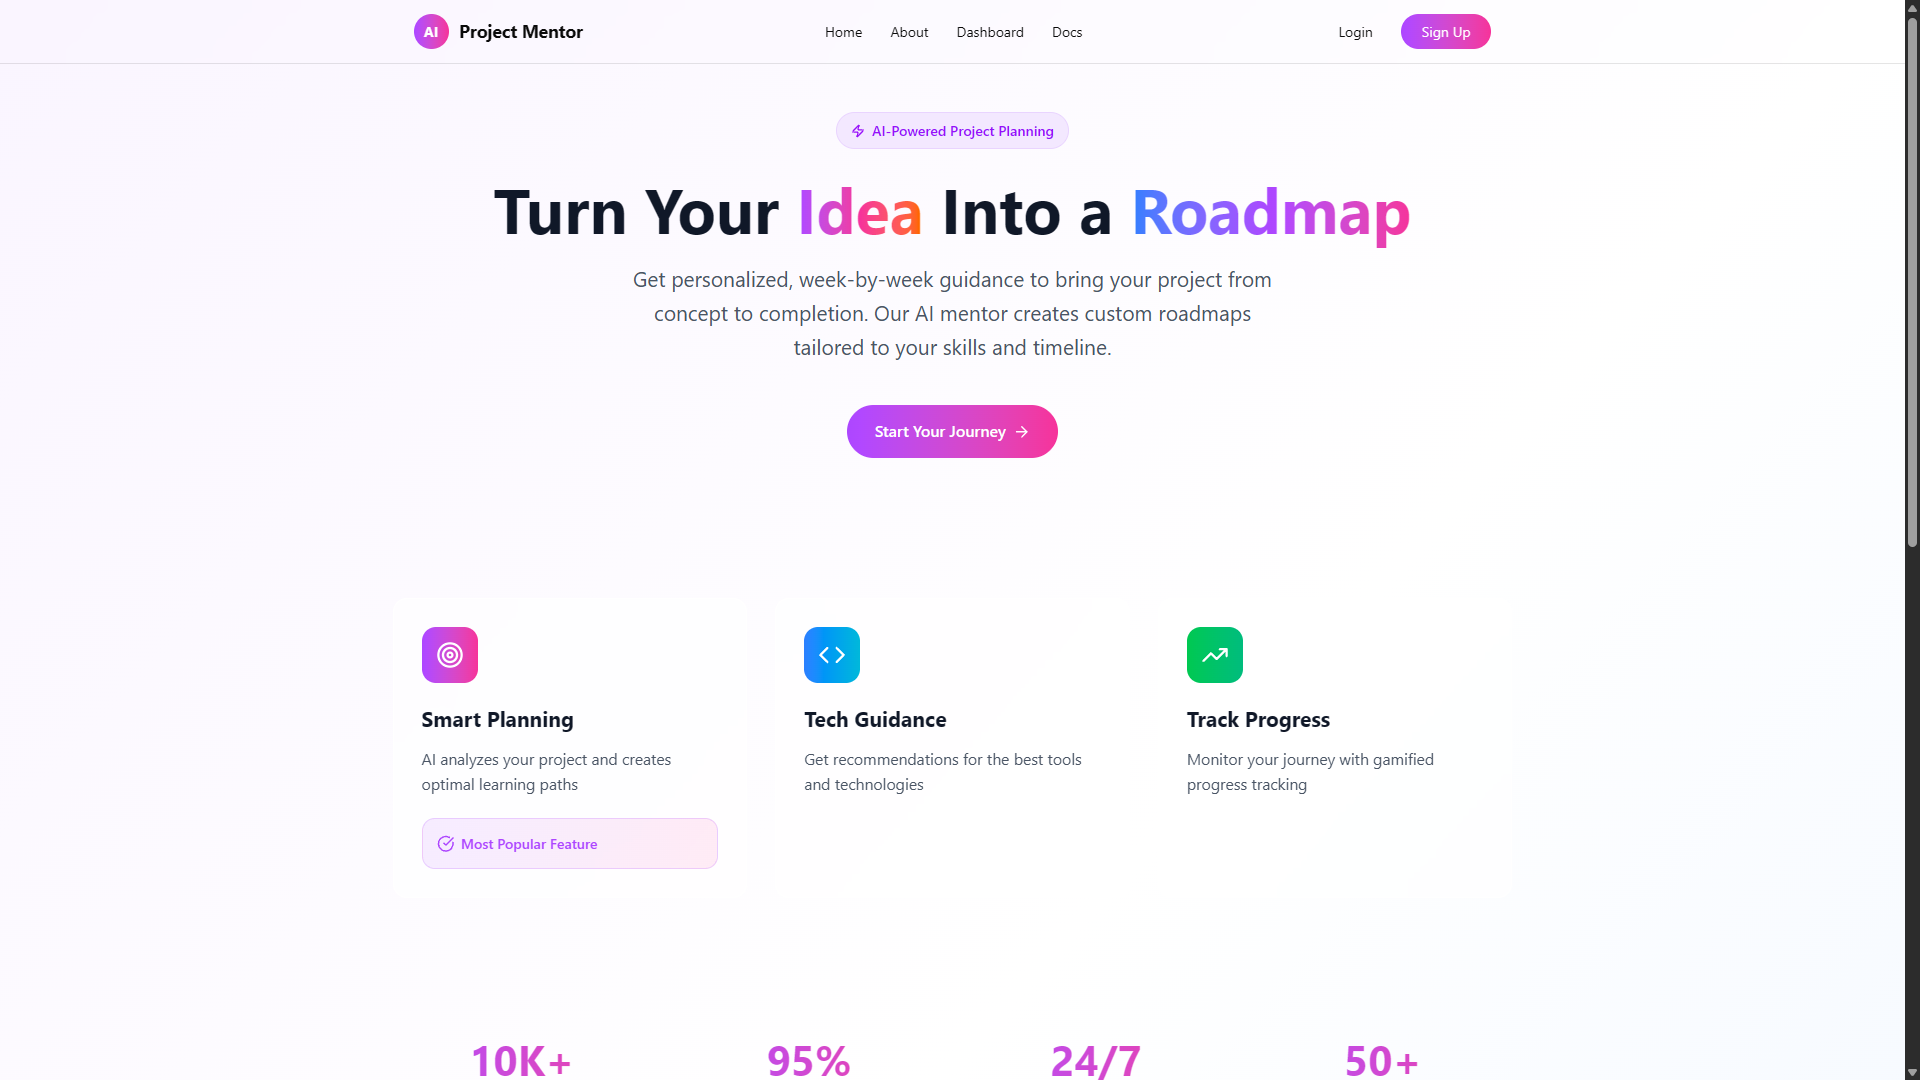 AI Project Mentor
Home About Dashboard Docs
Login Sign Up
AI-Powered Project Planning
Turn Your Idea Into a Roadmap
Get personalized, week-by-week guidance to bring your project from
concept to completion. Our AI mentor creates custom roadmaps
tailored to your skills and timeline.
Start Your Journey
Smart Planning
AI analyzes your project and creates
optimal learning paths
Most Popular Feature
Tech Guidance
Get recommendations for the best tools
and technologies
Track Progress
Monitor your journey with gamified
progress tracking
10K+ 95% 24/7 50+